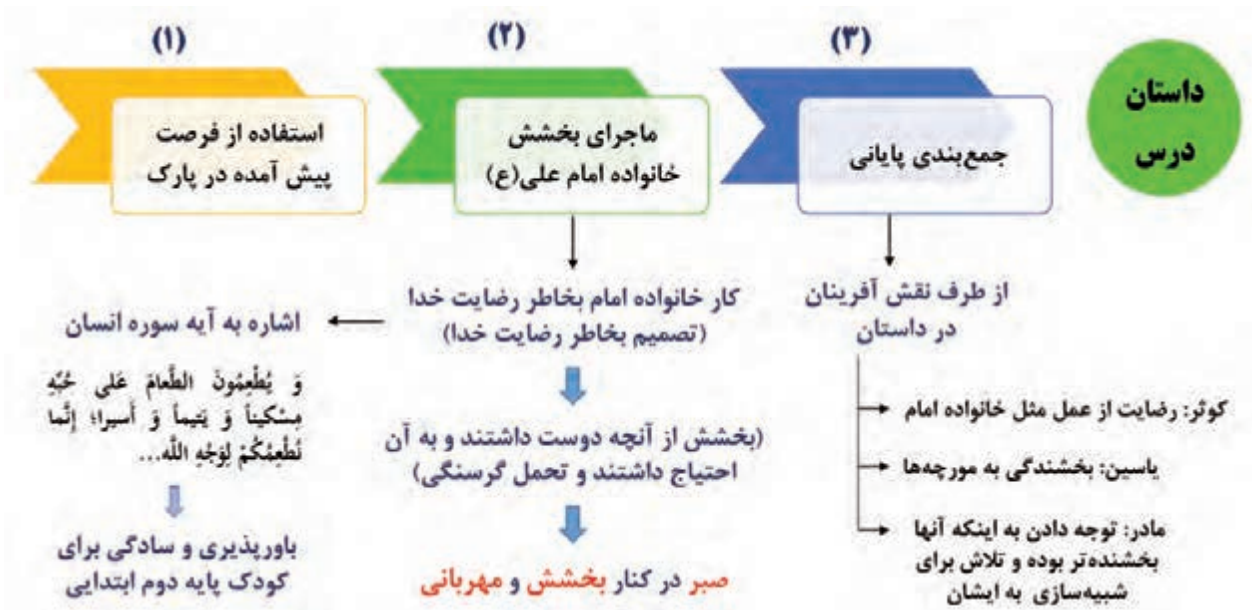 داستان
درس
(۱)
استفاده از فرصت
پیش آمده در پارک
(۲)
ماجرای بخشش
خانواده امام علی(ع)
کار خانواده امام بخاطر رضایت خدا
(تصمیم بخاطر رضایت خدا)
اشاره به آیه سوره انسان
وَ یُطْعِمُونَ الطَّعامَ عَلی حُبِّهِ
مِسْکیناً وَ یَتیماً وَ أَسیرا؛ إِنَّما
نُطْعِمُکُمْ لِوَجْهِ اللَّه...
باورپذیری و سادگی برای
کودک پایه دوم ابتدایی
(بخشش از آنچه دوست داشتند و به آن
احتیاج داشتند و تحمل گرسنگی)
صبر در کنار بخشش و مهربانی
(۳)
جمع‌بندی پایانی
از طرف نقش آفرینان
در داستان
کوثر: رضایت از عمل مثل خانواده امام
یاسین: بخشندگی به مورچه‌ها
مادر: توجه دادن به اینکه آنها
بخشنده‌تر بوده و تلاش برای
شبیه‌سازی به ایشان